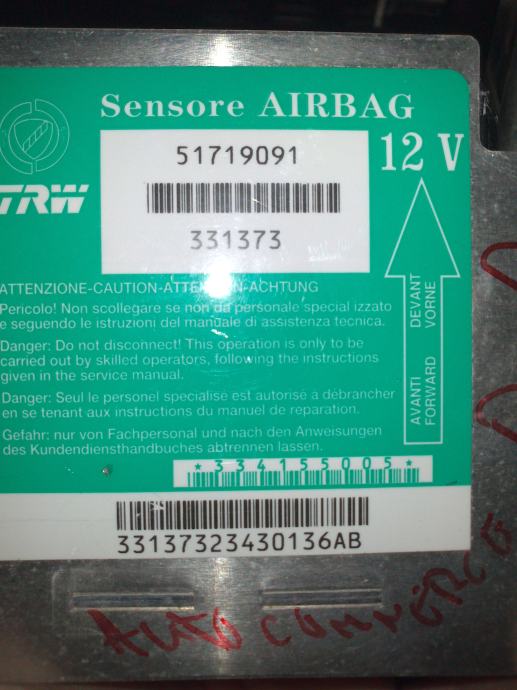 Sensore AIRBAG
51719091
12 V
331373
TRW
ATTENZIONE-CAUTION-ATTENTION-ACHTUNG
Pericolo! Non scollegare se non da personale specializzato
e seguendo le istruzioni del manuale di assistenza tecnica.
Danger: Do not disconnect! This operation is only to be
carried out by skilled operators, following the instructions
given in the service manual.
Danger: Seul le personel specialise est autorisé a débrancher
en se tenant aux instructions du manuel de reparation.
Gefahr: nur von Fachpersonal und nach den Anweisungen
des Kundendiensthandbuches abtrennen lassen.
AVANTI DEVANT
FORWARD VORNE
*334155005*
33137323430136AB
AUTO